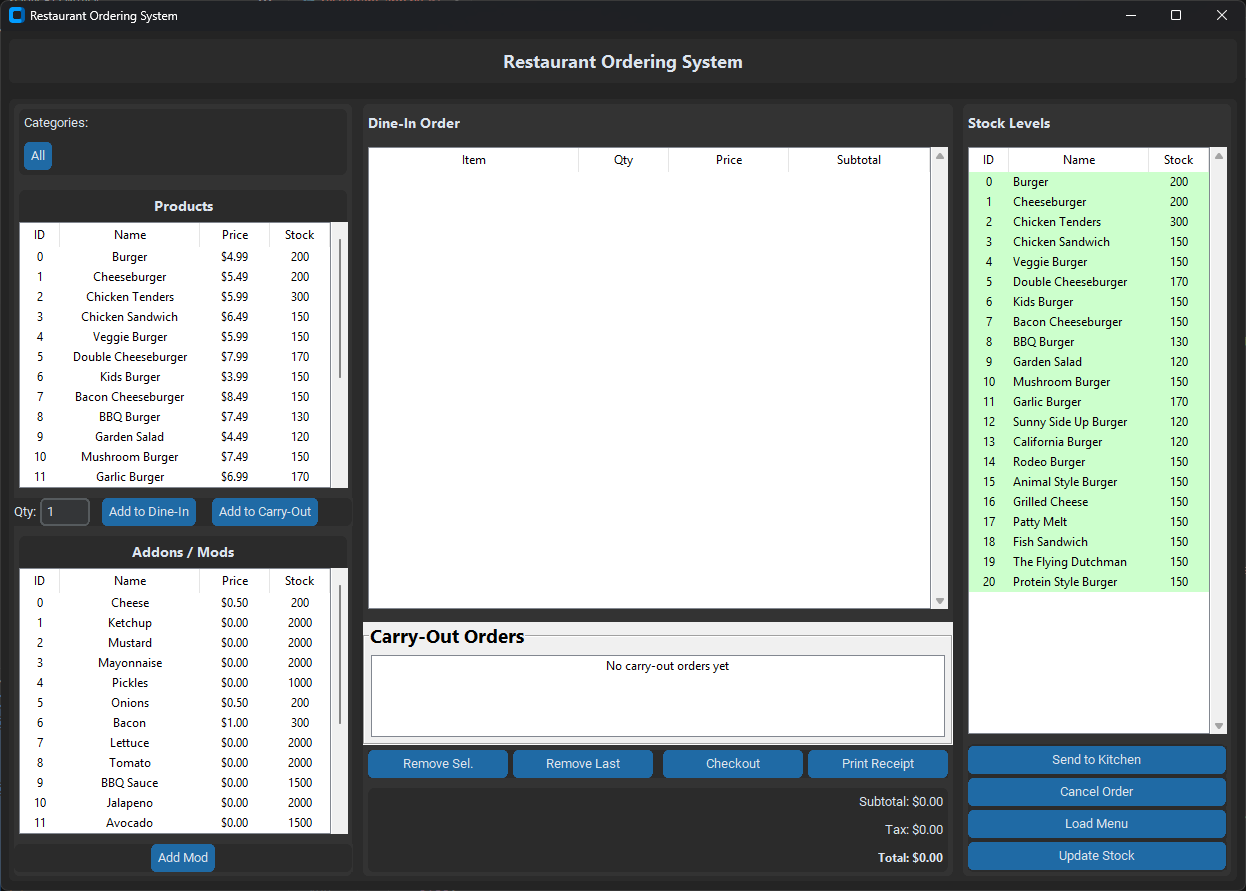 Restaurant Ordering System
Restaurant Ordering System
Categories:
All
Products
ID Name Price Stock
0 Burger $4.99 200
1 Cheeseburger $5.49 200
2 Chicken Tenders $5.99 300
3 Chicken Sandwich $6.49 150
4 Veggie Burger $5.99 150
5 Double Cheeseburger $7.99 170
6 Kids Burger $3.99 150
7 Bacon Cheeseburger $8.49 150
8 BBQ Burger $7.49 130
9 Garden Salad $4.49 120
10 Mushroom Burger $7.49 150
11 Garlic Burger $6.99 170
Qty: 1 Add to Dine-In Add to Carry-Out
Addons / Mods
ID Name Price Stock
0 Cheese $0.50 200
1 Ketchup $0.00 2000
2 Mustard $0.00 2000
3 Mayonnaise $0.00 2000
4 Pickles $0.00 1000
5 Onions $0.50 200
6 Bacon $1.00 300
7 Lettuce $0.00 2000
8 Tomato $0.00 2000
9 BBQ Sauce $0.00 1500
10 Jalapeno $0.00 2000
11 Avocado $0.00 1500
Add Mod
Dine-In Order
Item Qty Price Subtotal
Carry-Out Orders
No carry-out orders yet
Remove Sel. Remove Last Checkout Print Receipt
Subtotal: $0.00
Tax: $0.00
Total: $0.00
Stock Levels
ID Name Stock
0 Burger 200
1 Cheeseburger 200
2 Chicken Tenders 300
3 Chicken Sandwich 150
4 Veggie Burger 150
5 Double Cheeseburger 170
6 Kids Burger 150
7 Bacon Cheeseburger 150
8 BBQ Burger 130
9 Garden Salad 120
10 Mushroom Burger 150
11 Garlic Burger 170
12 Sunny Side Up Burger 120
13 California Burger 120
14 Rodeo Burger 150
15 Animal Style Burger 150
16 Grilled Cheese 150
17 Patty Melt 150
18 Fish Sandwich 150
19 The Flying Dutchman 150
20 Protein Style Burger 150
Send to Kitchen
Cancel Order
Load Menu
Update Stock